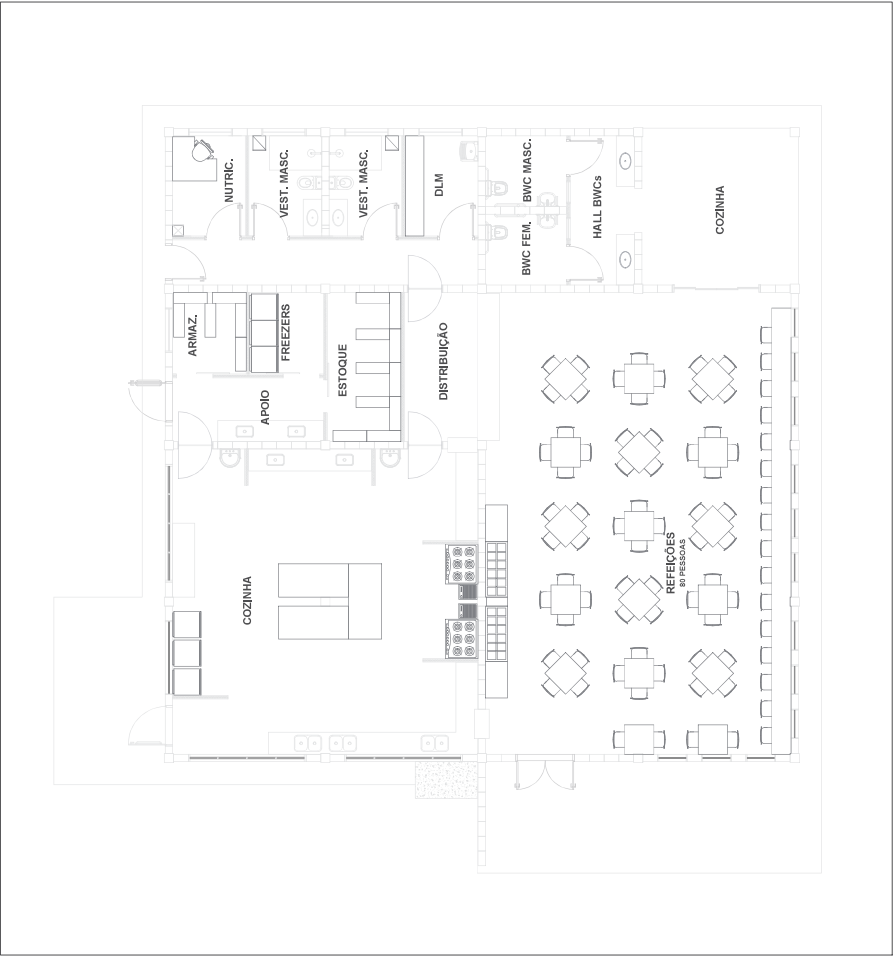 NUTRIC.
VEST. MASC.
VEST. MASC.
DLM
BWC MASC.
BWC FEM.
HALL BWCs
COZINHA
ARMAZ.
FREEZERS
APOIO
ESTOQUE
DISTRIBUIÇÃO
COZINHA
REFEIÇÕES
80 PESSOAS